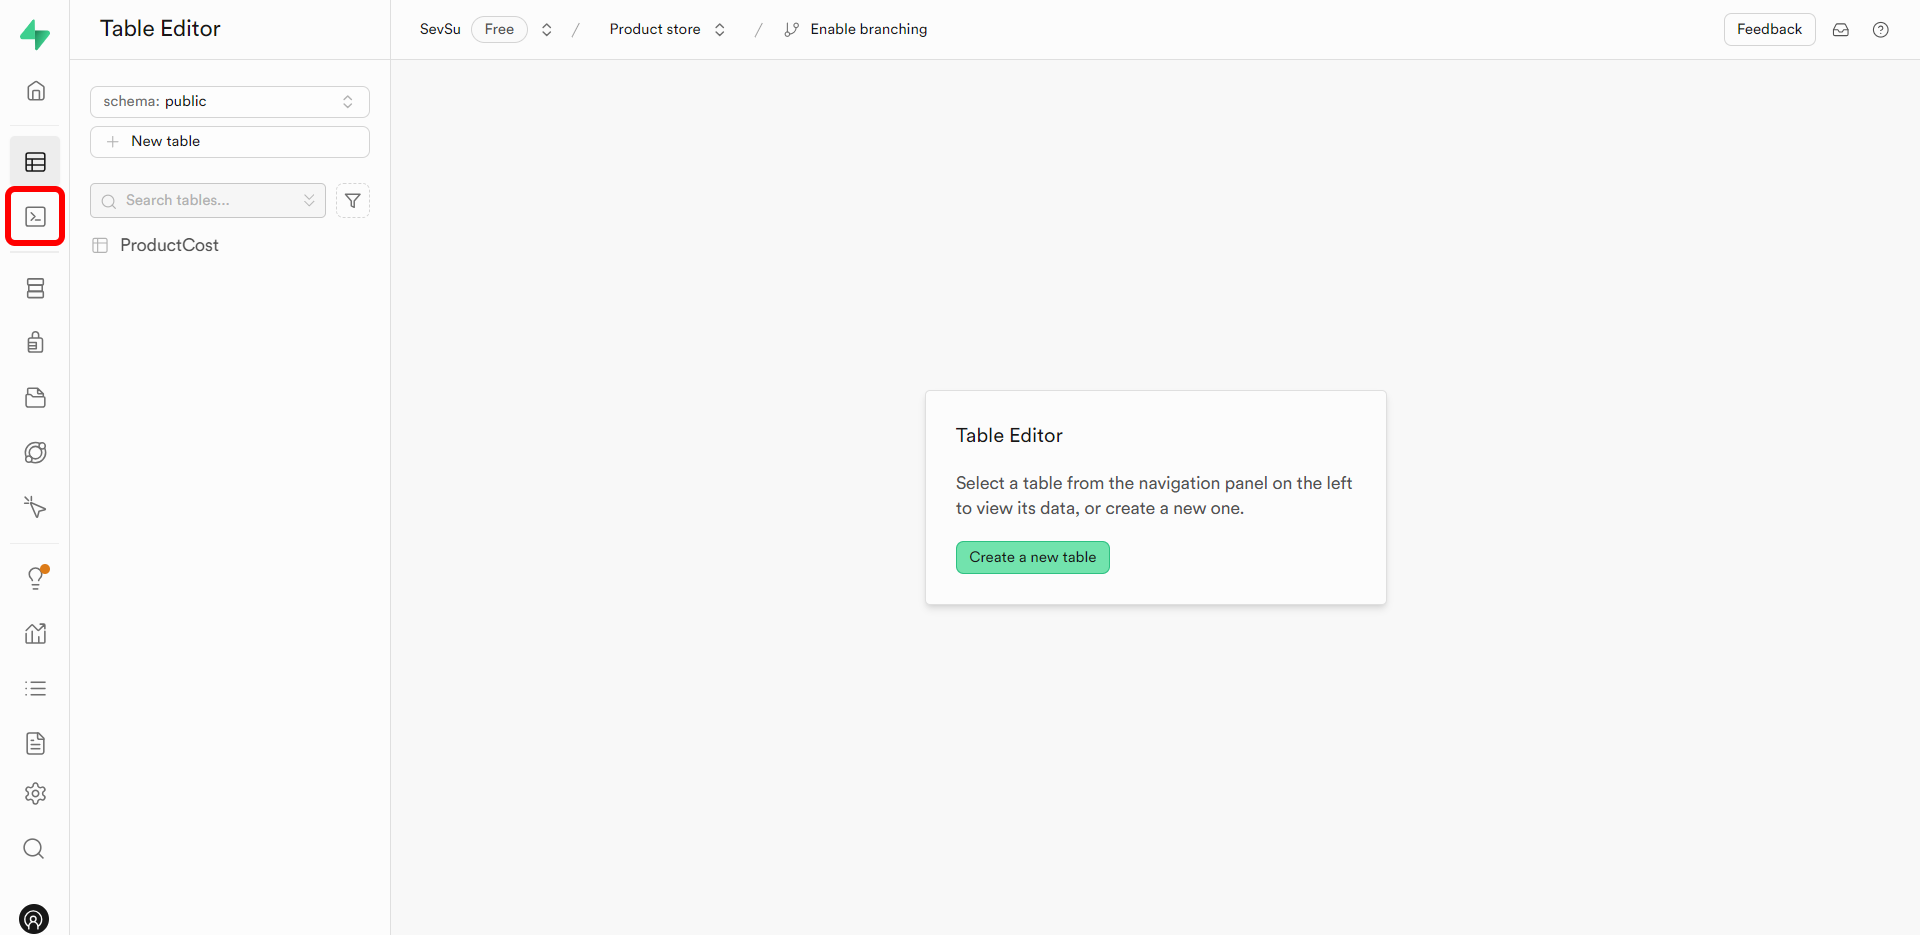 Table Editor
SevSu Free / Product store / Enable branching
Feedback
schema: public
New table
Search tables...
ProductCost
Table Editor
Select a table from the navigation panel on the left
to view its data, or create a new one.
Create a new table